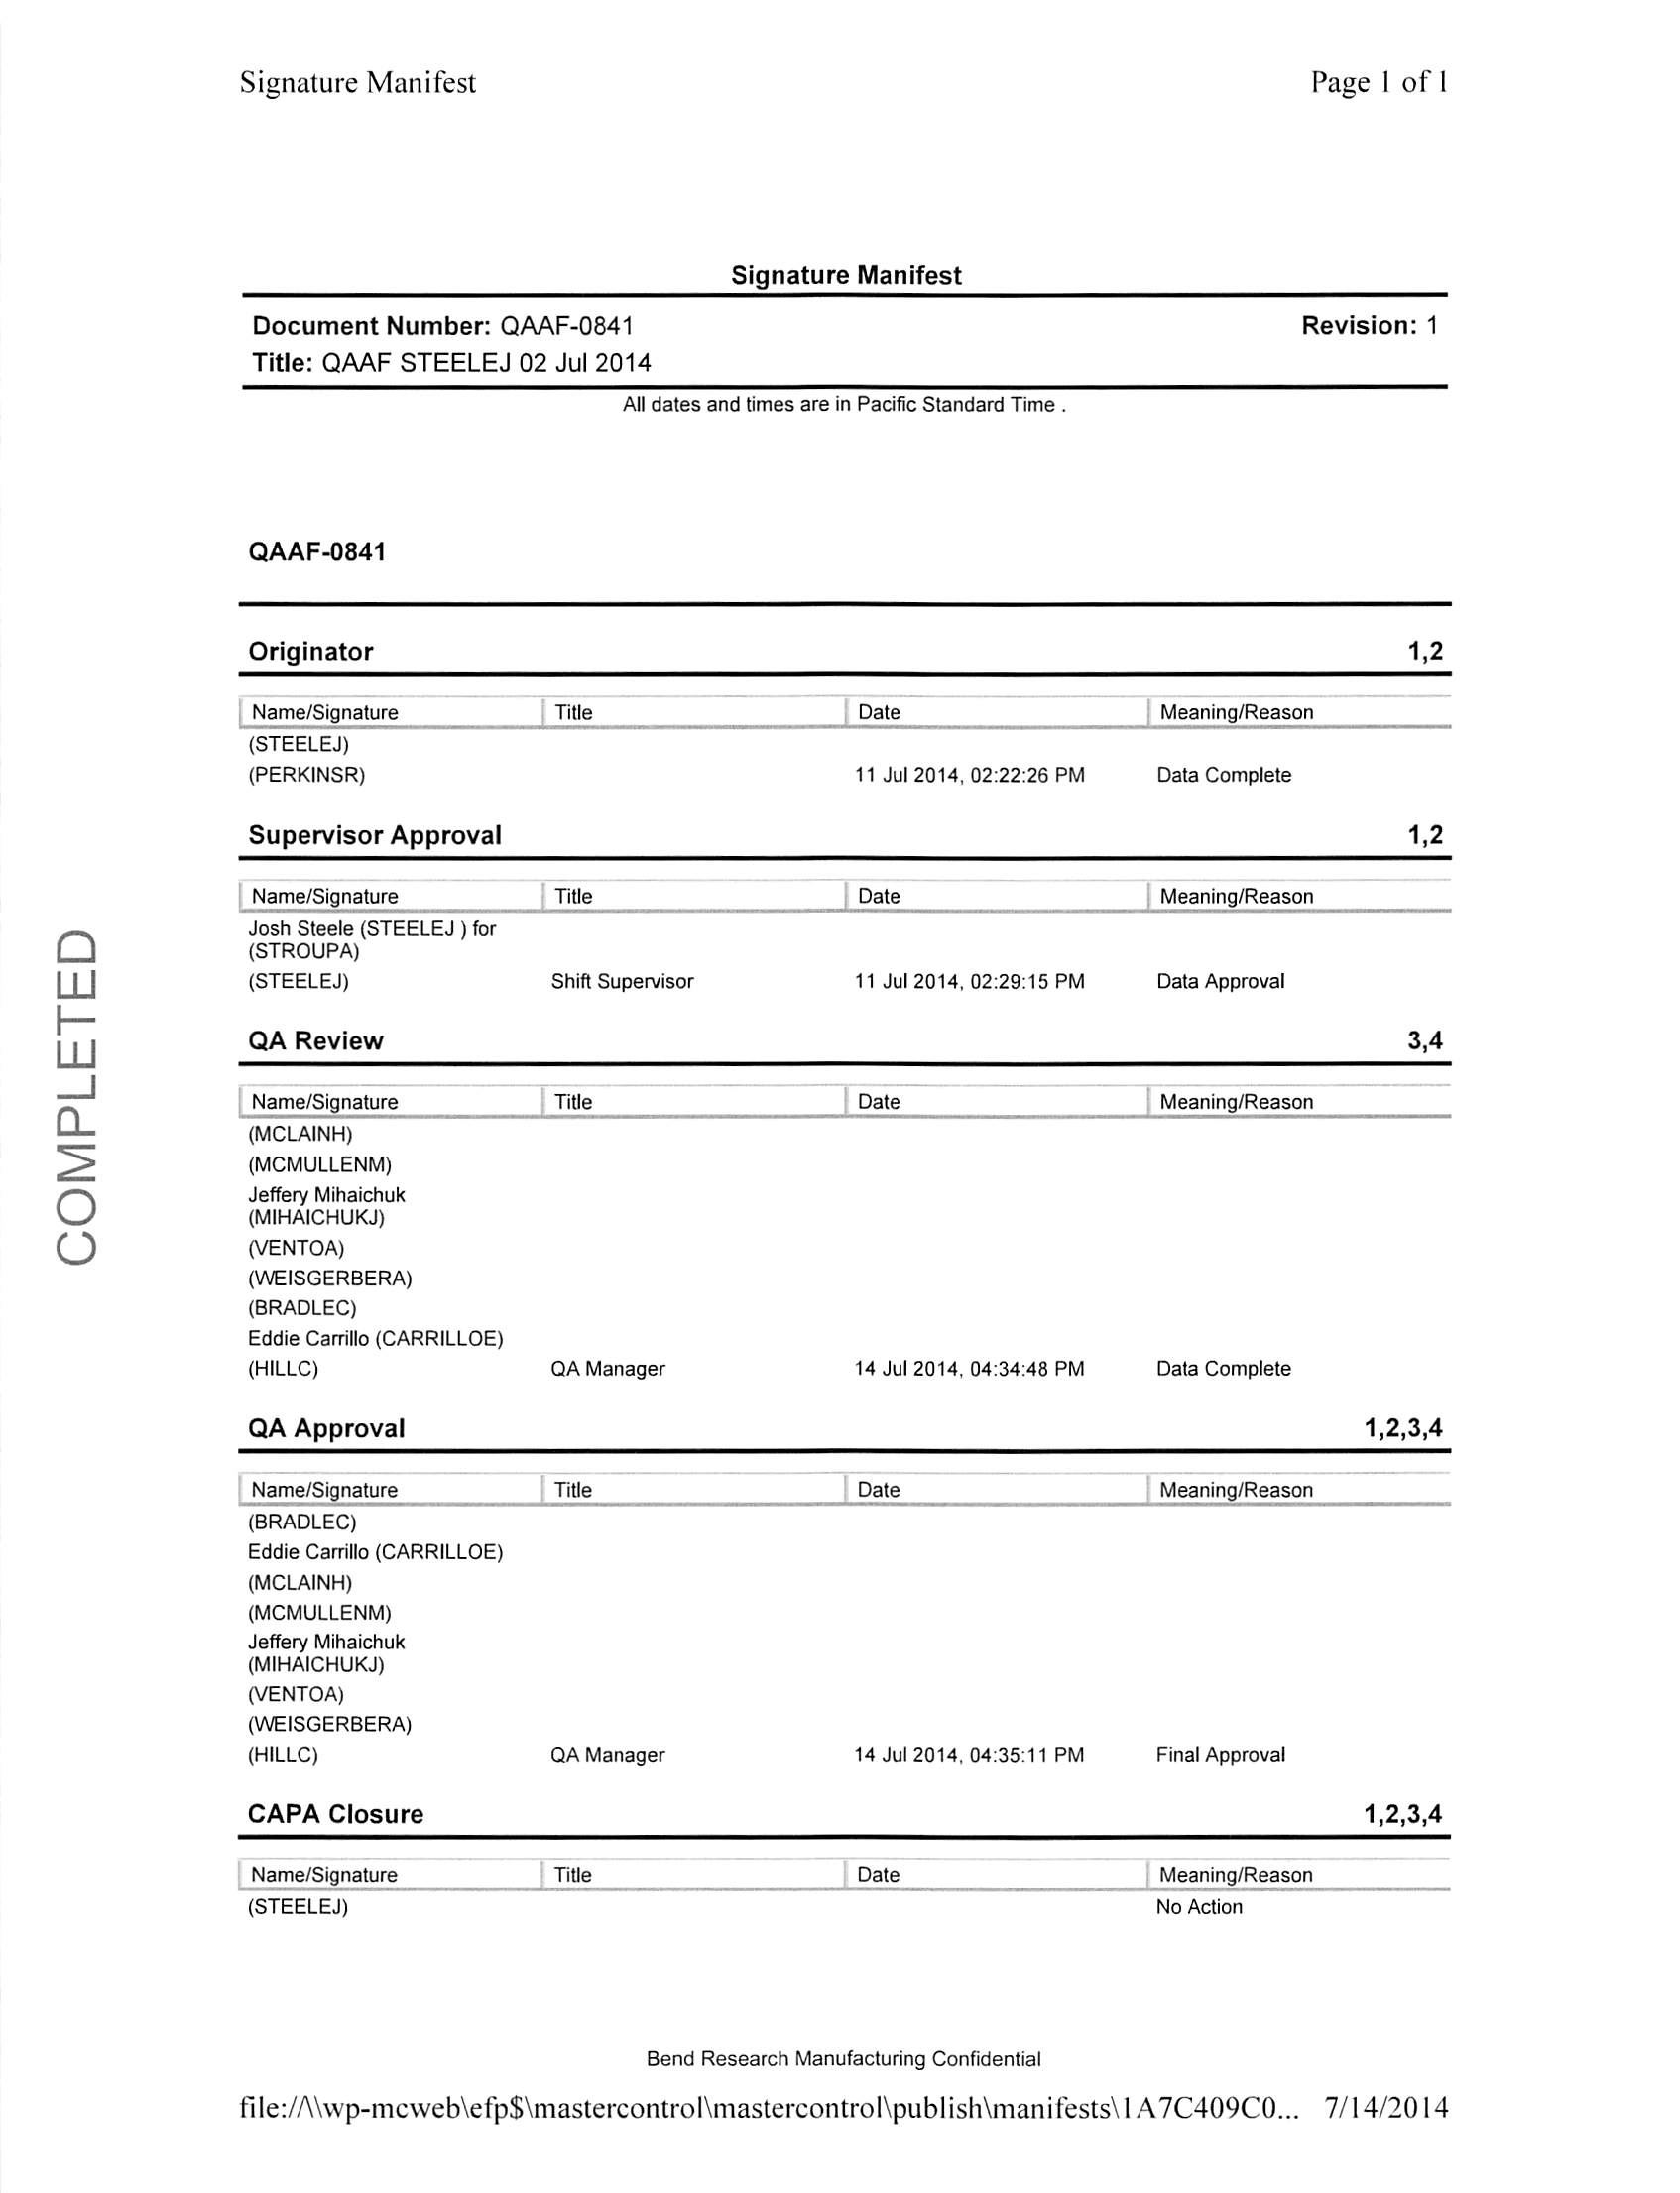 Signature Manifest Page 1 of 1
Signature Manifest
Document Number: QAAF-0841 Revision: 1
Title: QAAF STEELEJ 02 Jul 2014
All dates and times are in Pacific Standard Time .
QAAF-0841
Originator 1,2
Name/Signature Title Date Meaning/Reason
(STEELEJ)
(PERKINSR) 11 Jul 2014, 02:22:26 PM Data Complete
Supervisor Approval 1,2
Name/Signature Title Date Meaning/Reason
Josh Steele (STEELEJ ) for
(STROUPA)
(STEELEJ) Shift Supervisor 11 Jul 2014, 02:29:15 PM Data Approval
QA Review 3,4
Name/Signature Title Date Meaning/Reason
(MCLAINH)
(MCMULLENM)
Jeffery Mihaichuk
(MIHAICHUKJ)
(VENTOA)
(WEISGERBERA)
(BRADLEC)
Eddie Carrillo (CARRILLOE)
(HILLC) QA Manager 14 Jul 2014, 04:34:48 PM Data Complete
QA Approval 1,2,3,4
Name/Signature Title Date Meaning/Reason
(BRADLEC)
Eddie Carrillo (CARRILLOE)
(MCLAINH)
(MCMULLENM)
Jeffery Mihaichuk
(MIHAICHUKJ)
(VENTOA)
(WEISGERBERA)
(HILLC) QA Manager 14 Jul 2014, 04:35:11 PM Final Approval
CAPA Closure 1,2,3,4
Name/Signature Title Date Meaning/Reason
(STEELEJ) No Action
COMPLETED
Bend Research Manufacturing Confidential
file://\\wp-mcweb\efp$\mastercontrol\mastercontrol\publish\manifests\1A7C409C0... 7/14/2014